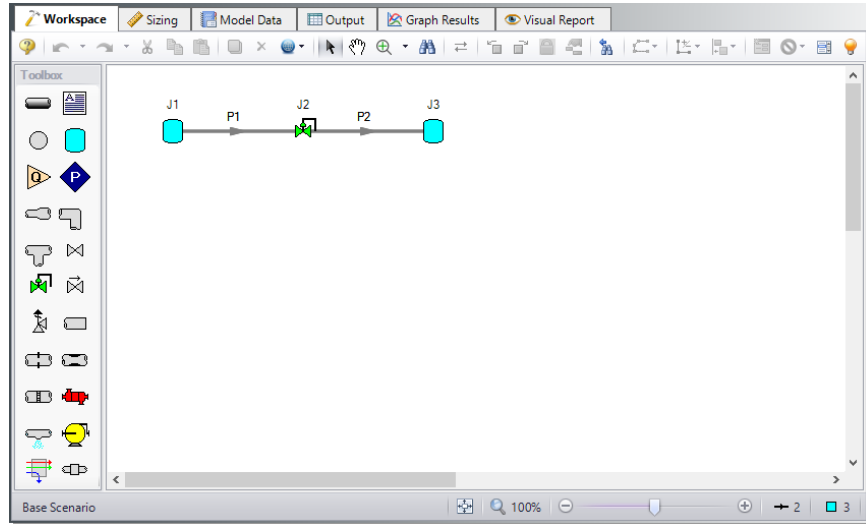 Workspace Sizing Model Data Output Graph Results Visual Report
Toolbox
A
J1 J2 J3
P1 P2
Q P
Base Scenario 100% 2 3